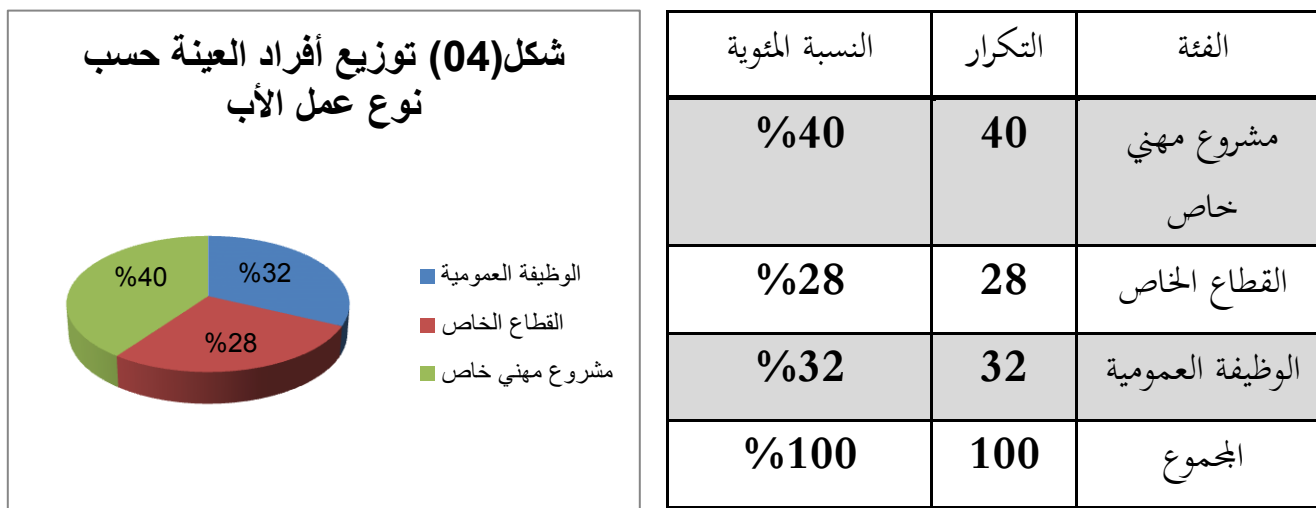 الفئة التكرار النسبة المئوية
مشروع مهني 40 %40
خاص
القطاع الخاص 28 %28
الوظيفة العمومية 32 %32
المجموع 100 %100
شكل(04) توزيع أفراد العينة حسب
نوع عمل الأب
%40 %32
%28
الوظيفة العمومية
القطاع الخاص
مشروع مهني خاص